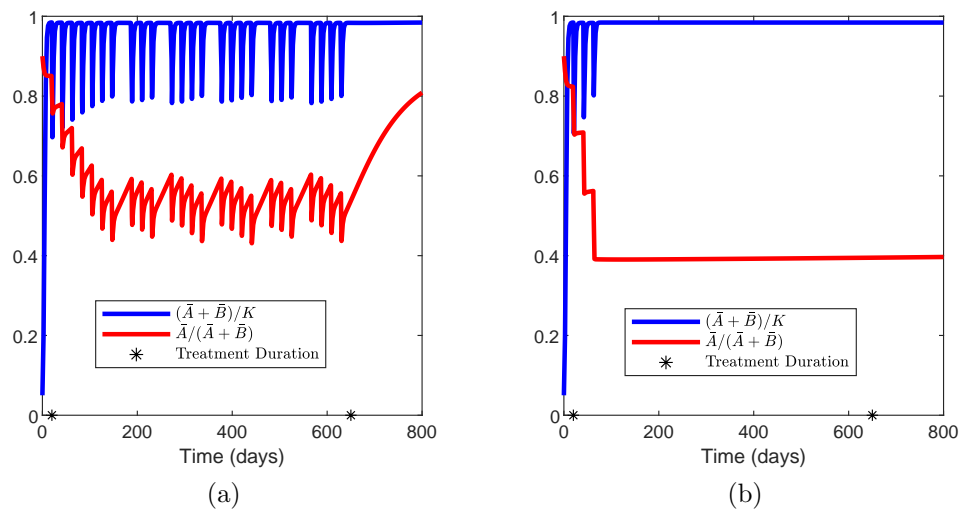 1
0.8
0.6
0.4
0.2
0
(Ā + B̄)/K
Ā/(Ā + B̄)
Treatment Duration
0 200 400 600 800
Time (days)
(a)
1
0.8
0.6
0.4
0.2
0
(Ā + B̄)/K
Ā/(Ā + B̄)
Treatment Duration
0 200 400 600 800
Time (days)
(b)